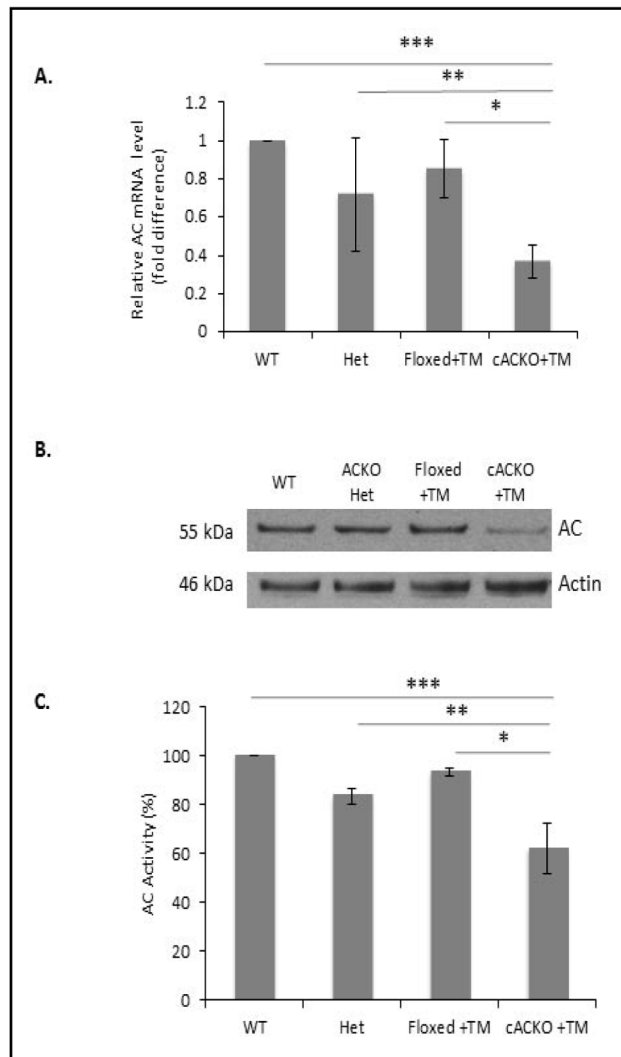 A.
***
**
*
Relative AC mRNA level
(fold difference)
1.2
1
0.8
0.6
0.4
0.2
0
WT Het Floxed+TM cACKO+TM
B.
WT ACKO Het Floxed +TM cACKO +TM
55 kDa AC
46 kDa Actin
C.
***
**
*
AC Activity (%)
120
100
80
60
40
20
0
WT Het Floxed +TM cACKO +TM